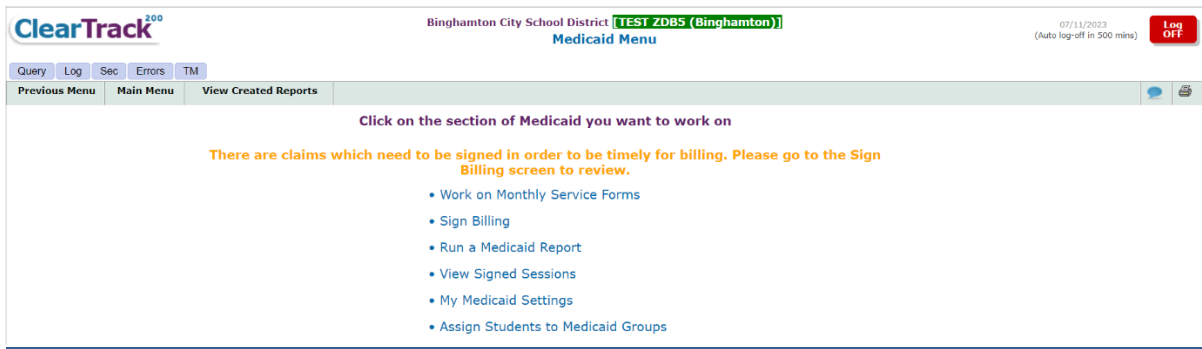 ClearTrack200
Binghamton City School District [TEST ZDB5 (Binghamton)]
Medicaid Menu
07/11/2023
(Auto log-off in 500 mins)
Log
OFF
Query Log Sec Errors TM
Previous Menu Main Menu View Created Reports
Click on the section of Medicaid you want to work on
There are claims which need to be signed in order to be timely for billing. Please go to the Sign
Billing screen to review.
• Work on Monthly Service Forms
• Sign Billing
• Run a Medicaid Report
• View Signed Sessions
• My Medicaid Settings
• Assign Students to Medicaid Groups